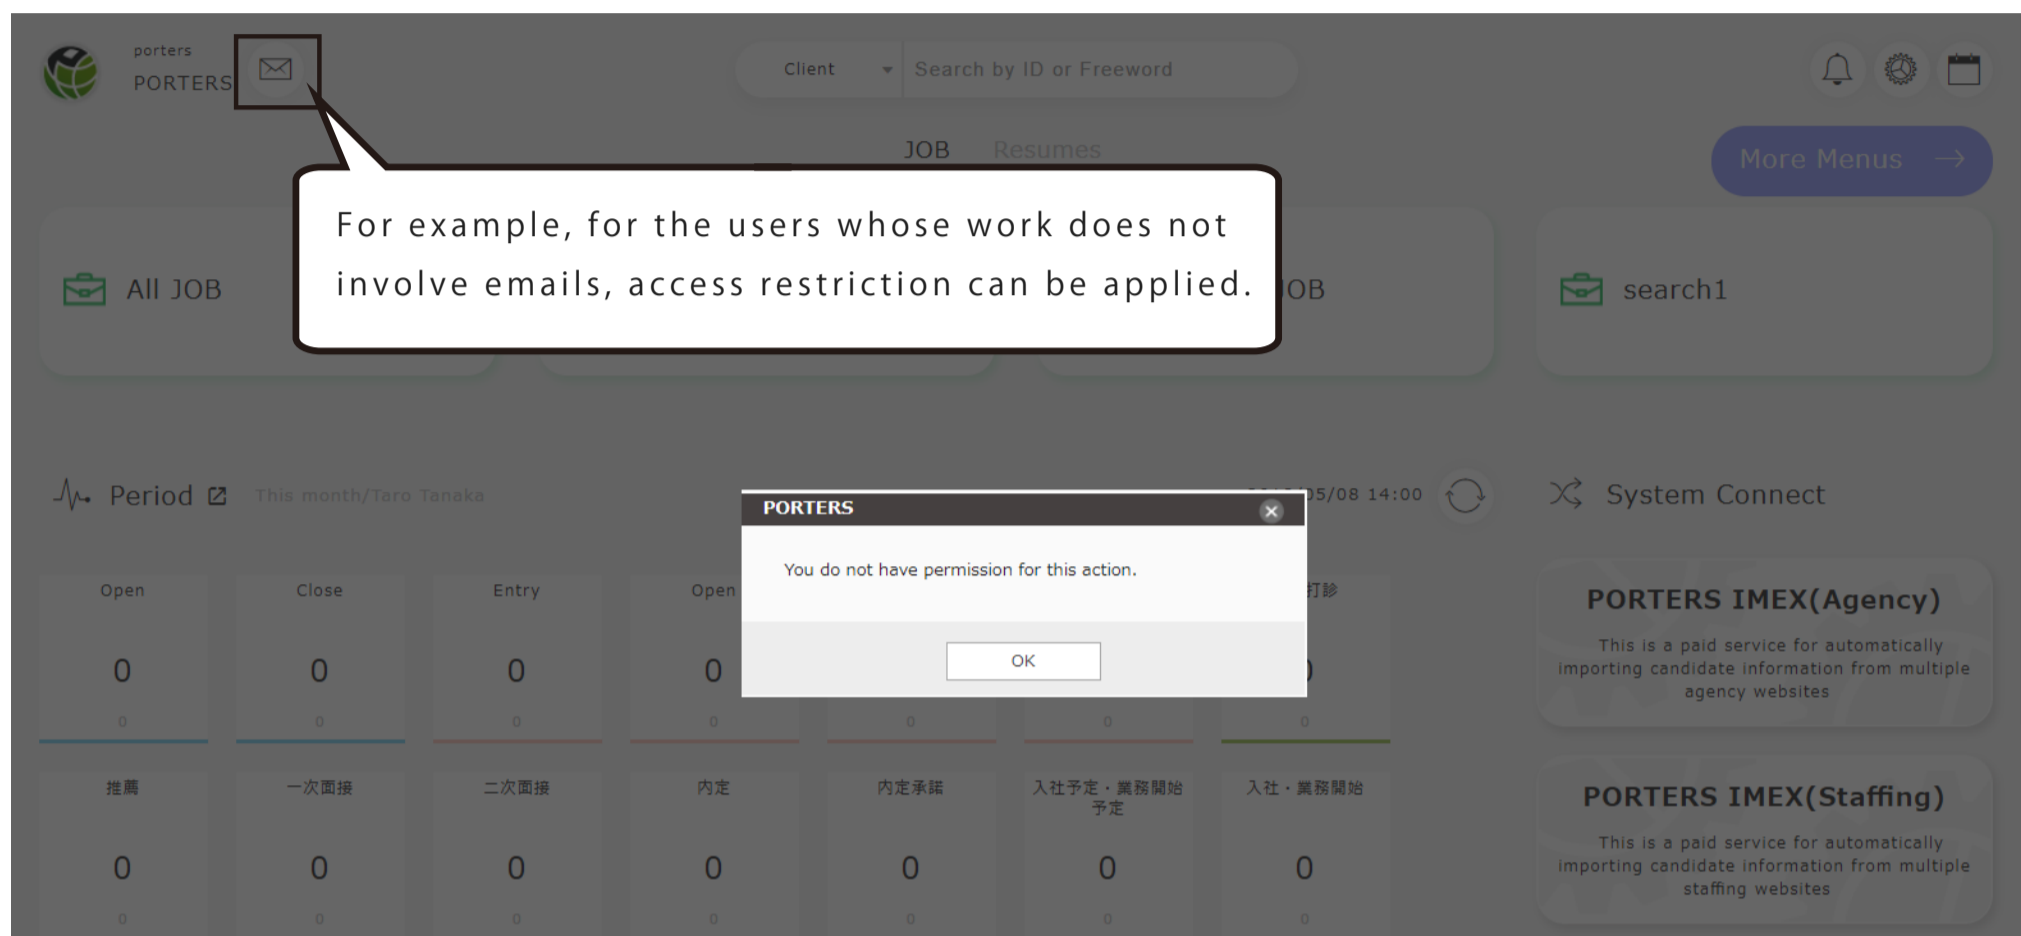 porters
PORTERS
Client
Search by ID or Freeword
JOB
Resumes
More Menus
For example, for the users whose work does not
involve emails, access restriction can be applied.
All JOB
JOB
search1
Period
This month/Taro Tanaka
05/08 14:00
System Connect
PORTERS
You do not have permission for this action.
OK
Open
Close
Entry
Open
打診
0
0
0
0
0
0
0
0
0
0
0
PORTERS IMEX(Agency)
This is a paid service for automatically
importing candidate information from multiple
agency websites
推薦
一次面接
二次面接
内定
内定承諾
入社予定・業務開始
予定
入社・業務開始
0
0
0
0
0
0
0
0
0
0
0
0
0
0
PORTERS IMEX(Staffing)
This is a paid service for automatically
importing candidate information from multiple
staffing websites